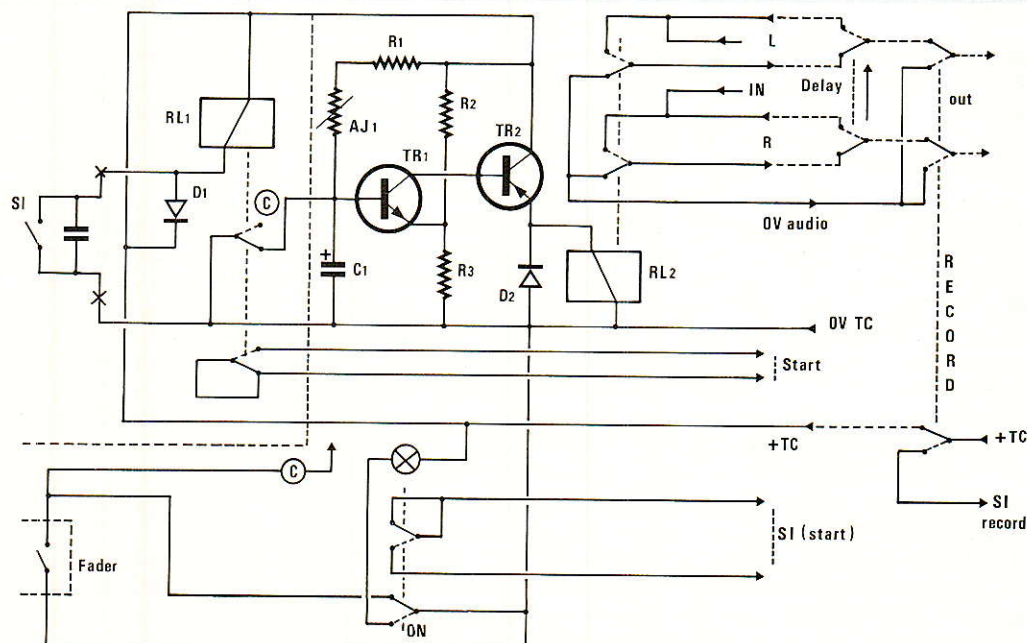 R1
L
RL1
AJ1
R2
IN
Delay
out
TR1
TR2
R
D1
SI
C
0V audio
C1
R3
D2
RL2
0V TC
Start
R
E
C
O
R
D
+TC
+TC
C
SI
record
SI (start)
Fader
ON